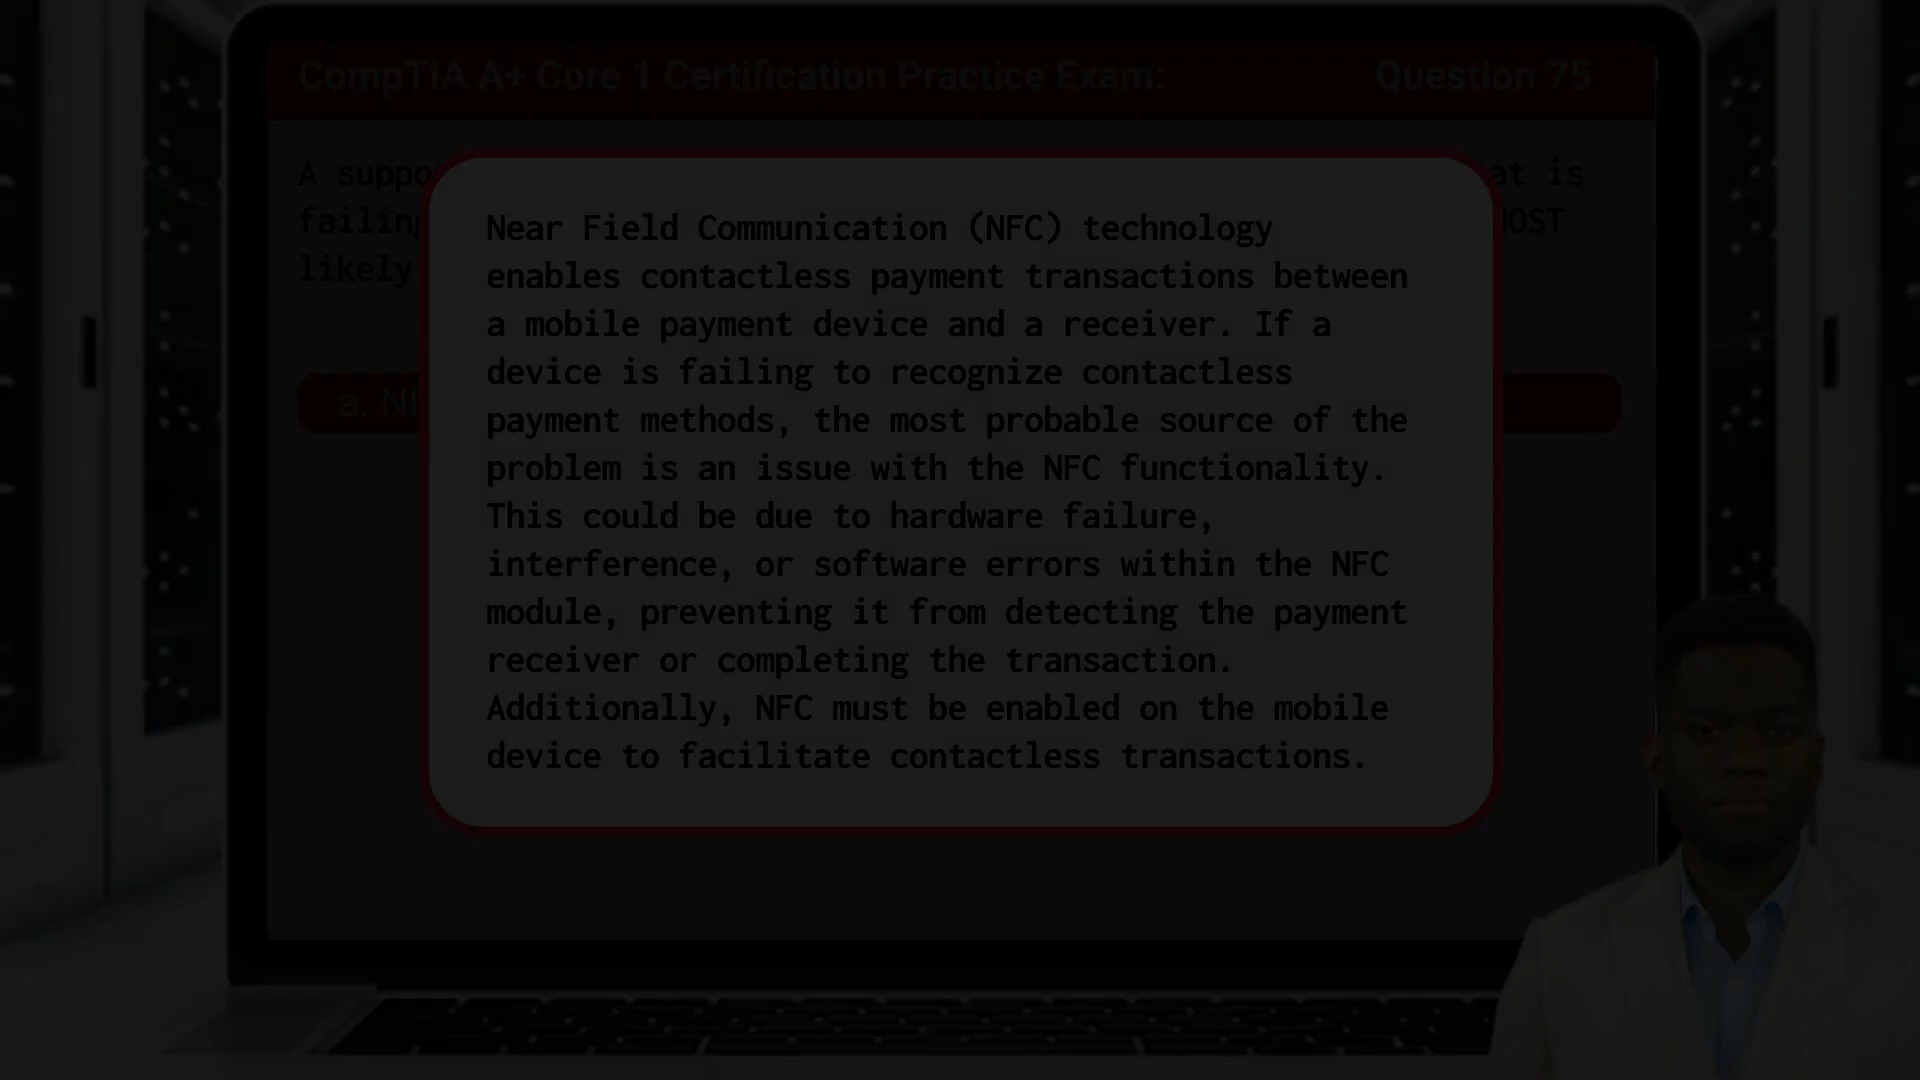 CompTIA A+ Core 1 Certification Practice Exam: Question 75
A suppo at is
failing MOST
likely
a. NF
Near Field Communication (NFC) technology
enables contactless payment transactions between
a mobile payment device and a receiver. If a
device is failing to recognize contactless
payment methods, the most probable source of the
problem is an issue with the NFC functionality.
This could be due to hardware failure,
interference, or software errors within the NFC
module, preventing it from detecting the payment
receiver or completing the transaction.
Additionally, NFC must be enabled on the mobile
device to facilitate contactless transactions.